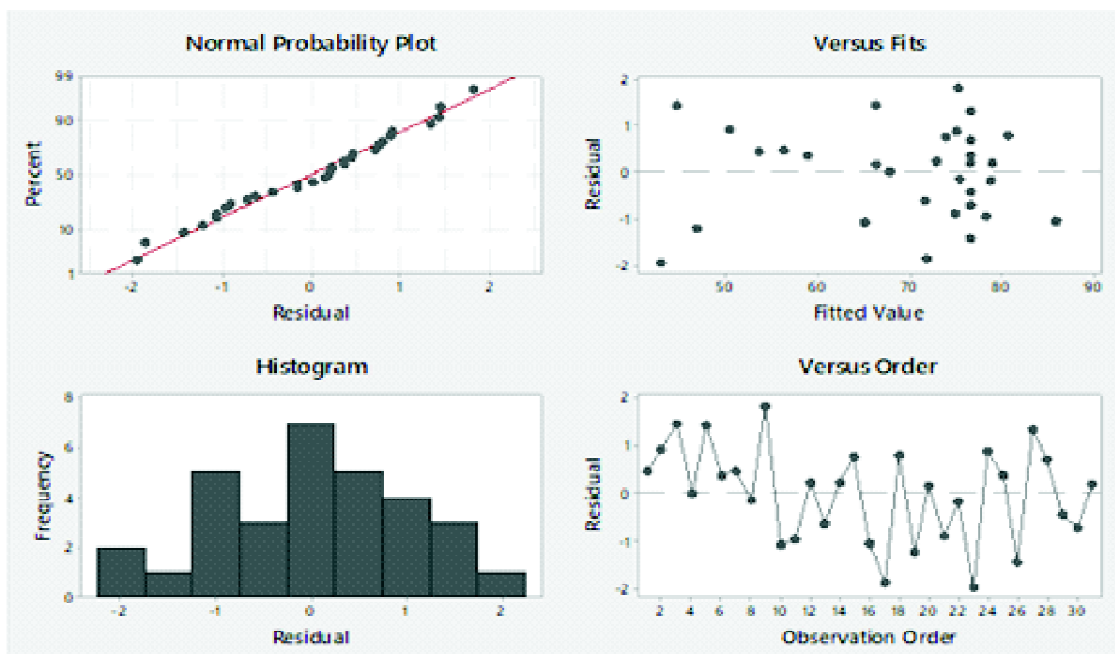 Normal Probability Plot
99
90
50
10
1
Percent
-2 -1 0 1 2
Residual
Versus Fits
2
1
0
-1
-2
Residual
50 60 70 80 90
Fitted Value
Histogram
8
6
4
2
0
Frequency
-2 -1 0 1 2
Residual
Versus Order
2
1
0
-1
-2
Residual
2 4 6 8 10 12 14 16 18 20 22 24 26 28 30
Observation Order